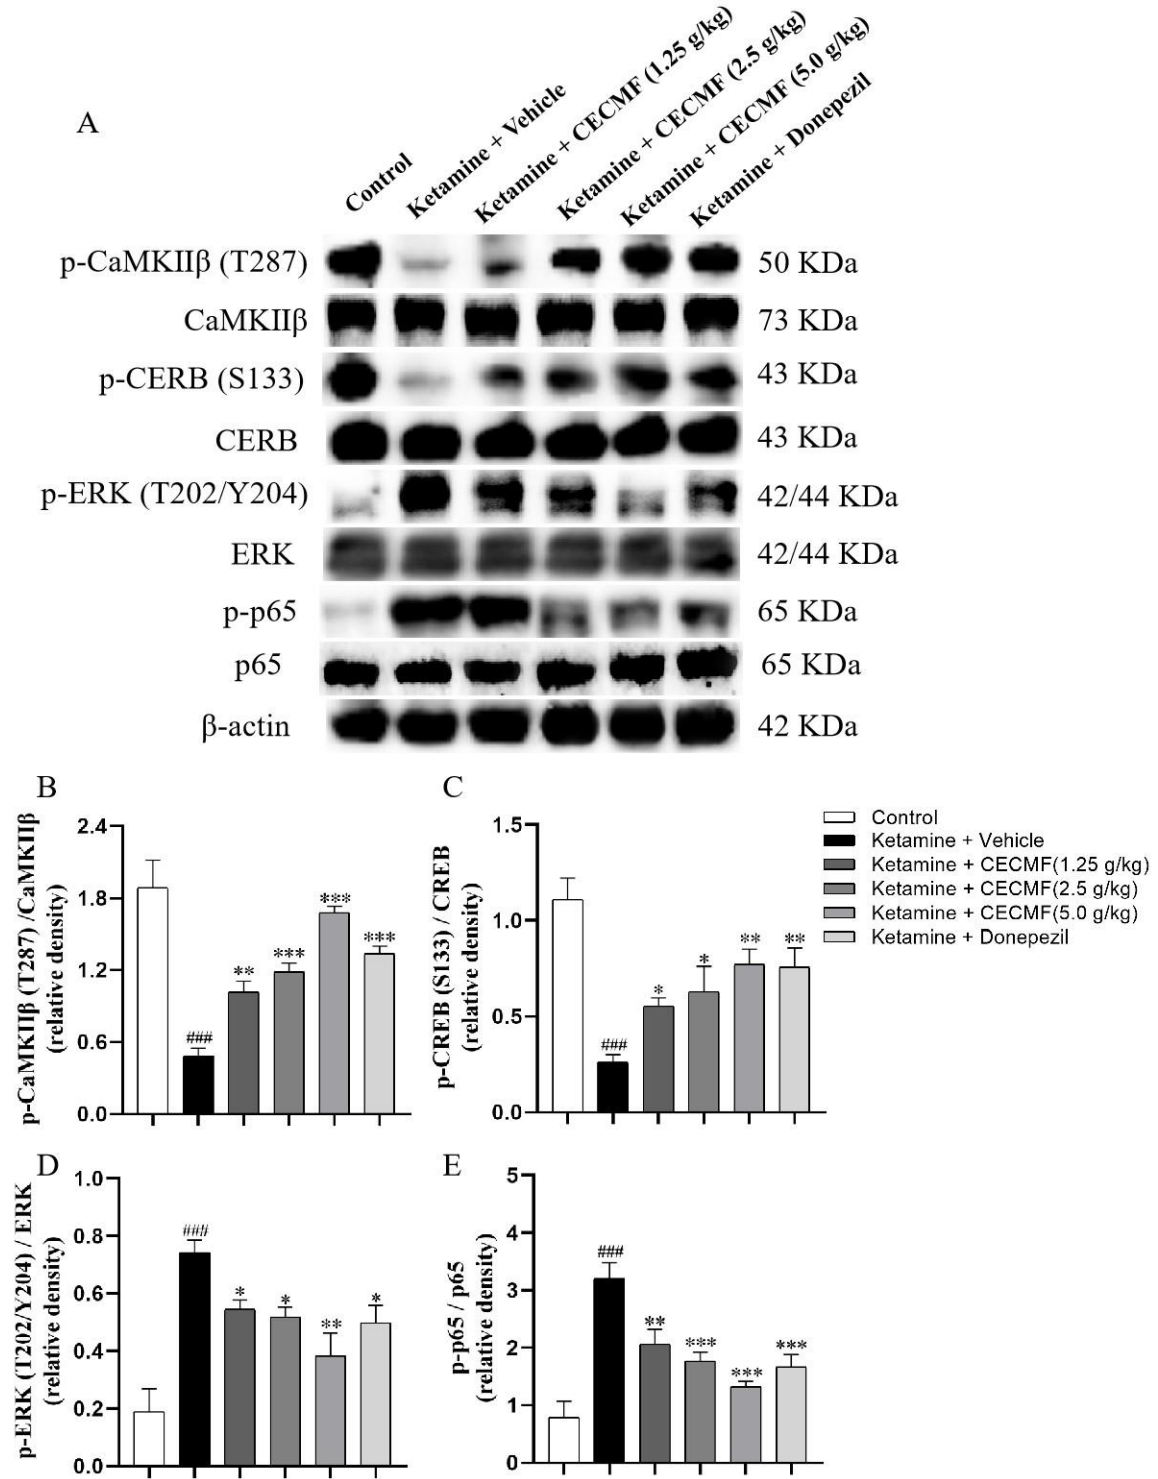 A
Control
Ketamine + Vehicle
Ketamine + CECMF (1.25 g/kg)
Ketamine + CECMF (2.5 g/kg)
Ketamine + CECMF (5.0 g/kg)
Ketamine + Donepezil
p-CaMKIIβ (T287) 50 KDa
CaMKIIβ 73 KDa
p-CERB (S133) 43 KDa
CERB 43 KDa
p-ERK (T202/Y204) 42/44 KDa
ERK 42/44 KDa
p-p65 65 KDa
p65 65 KDa
β-actin 42 KDa
B
p-CaMKIIβ (T287) /CaMKIIβ
(relative density)
2.4
1.8
1.2
0.6
0.0
###
**
***
***
***
C
p-CREB (S133) / CREB
(relative density)
1.5
1.0
0.5
0.0
###
*
*
**
**
Control
Ketamine + Vehicle
Ketamine + CECMF(1.25 g/kg)
Ketamine + CECMF(2.5 g/kg)
Ketamine + CECMF(5.0 g/kg)
Ketamine + Donepezil
D
p-ERK (T202/Y204) / ERK
(relative density)
1.0
0.8
0.6
0.4
0.2
0.0
###
*
*
**
*
E
p-p65 / p65
(relative density)
5
4
3
2
1
0
###
**
***
***
***